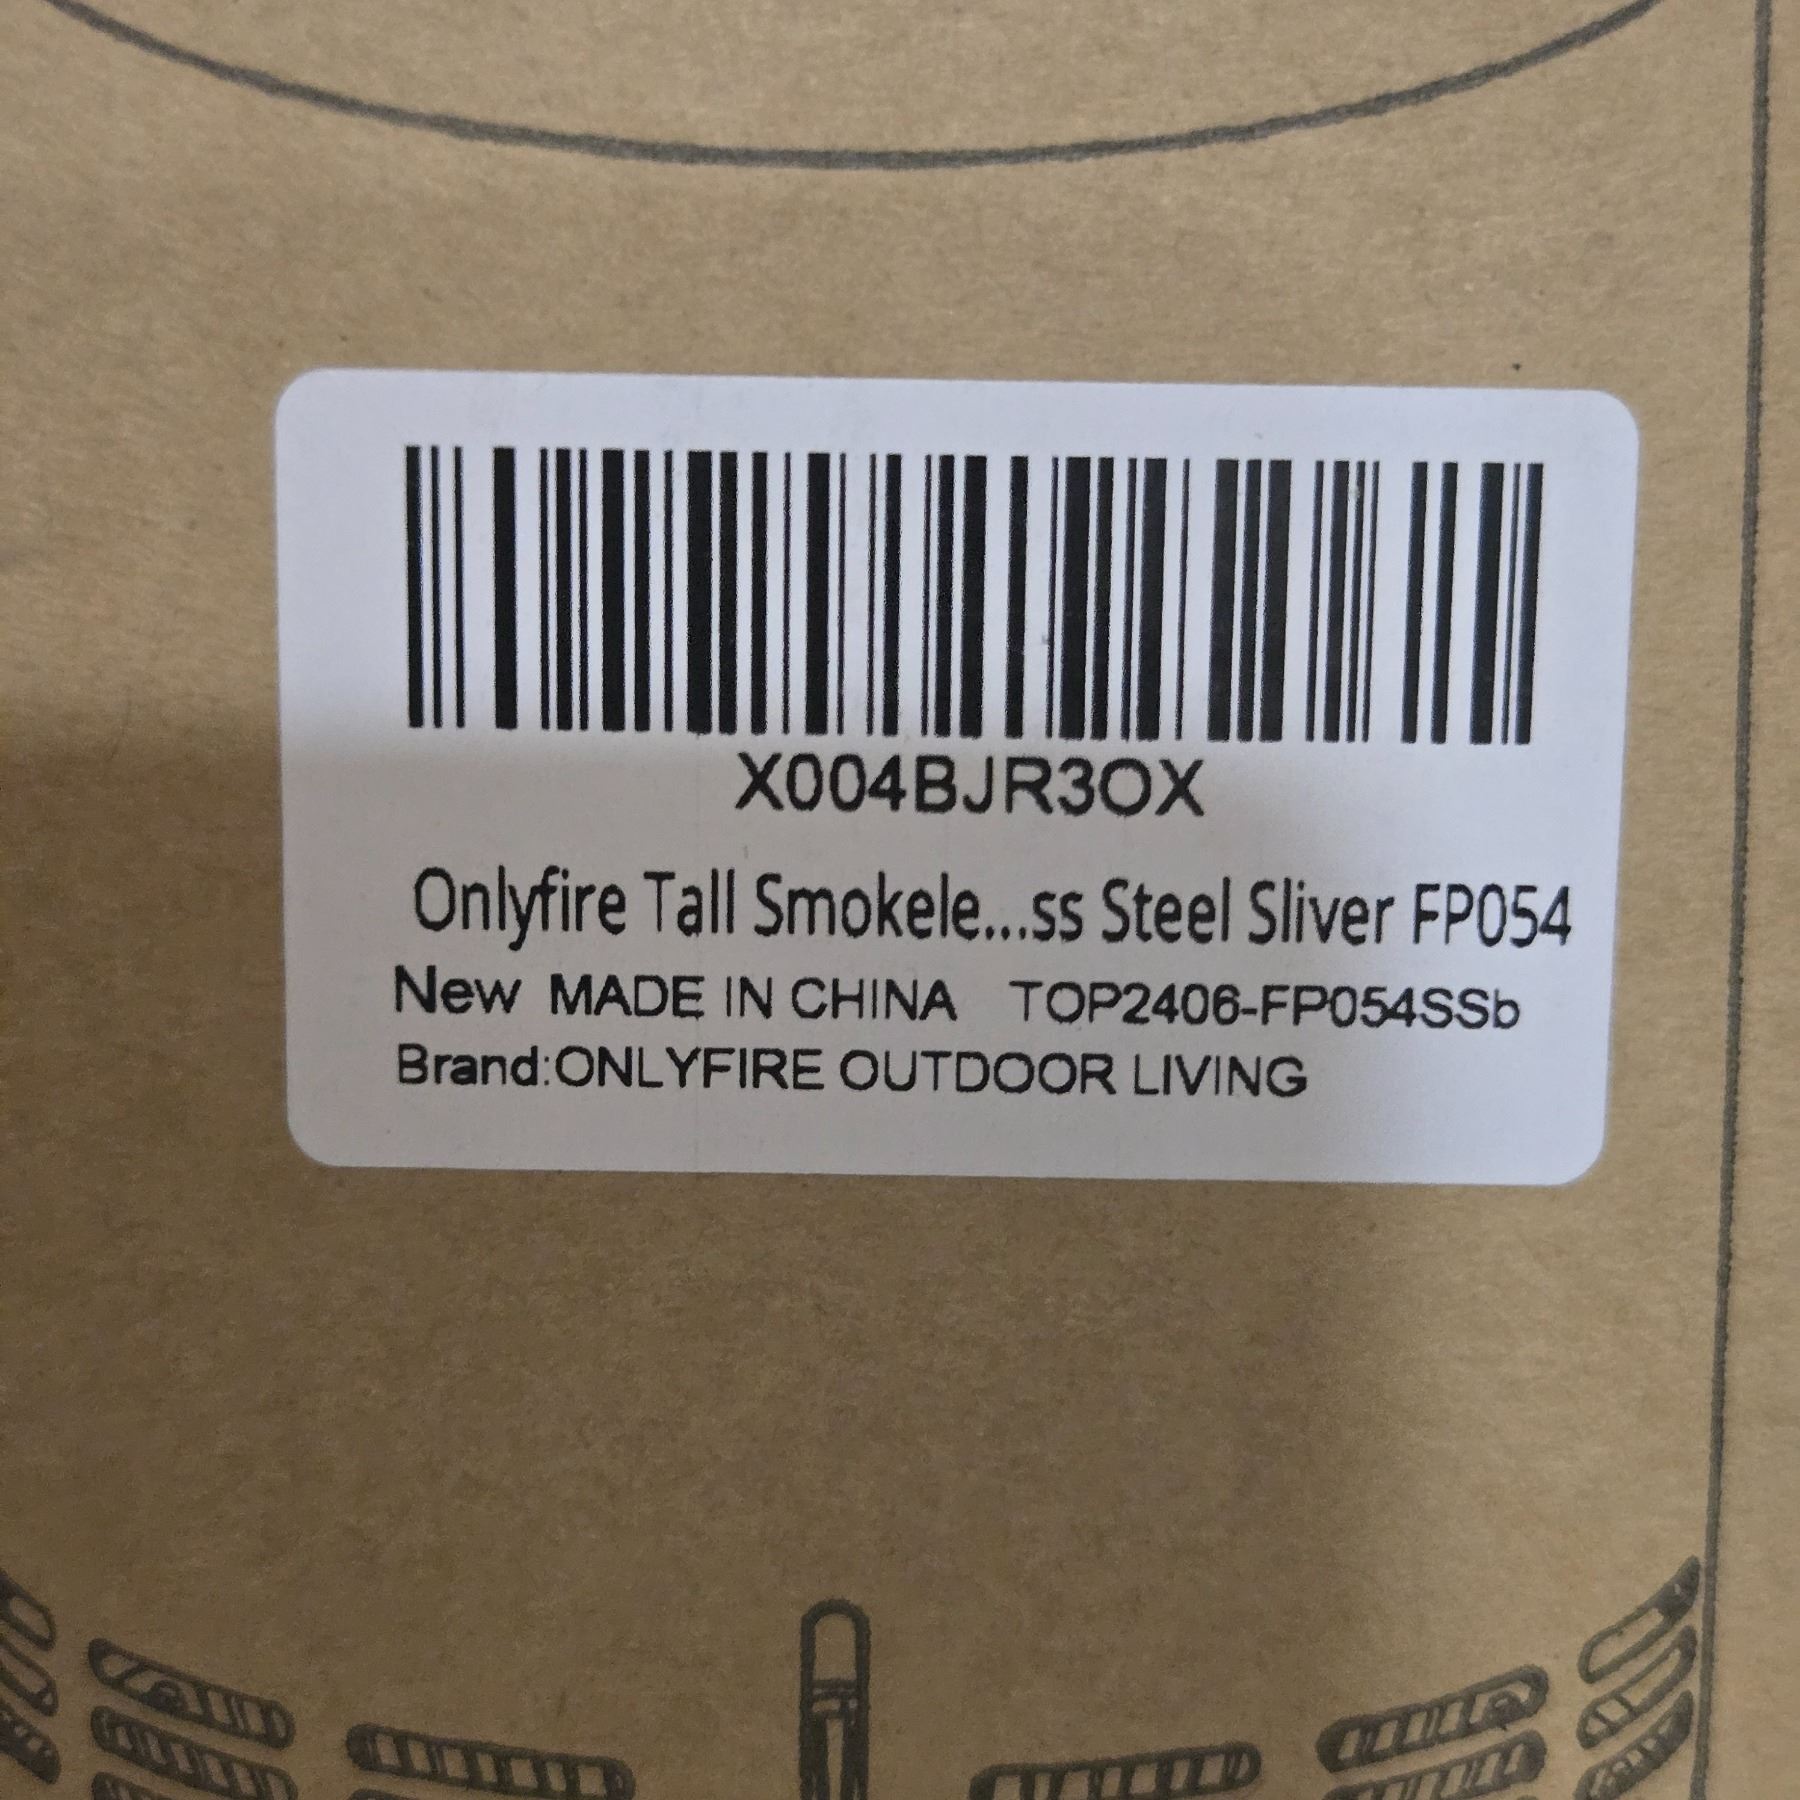 X004BJR3OX
Onlyfire Tall Smokele...ss Steel Sliver FP054
New MADE IN CHINA TOP2406-FP054SSb
Brand:ONLYFIRE OUTDOOR LIVING